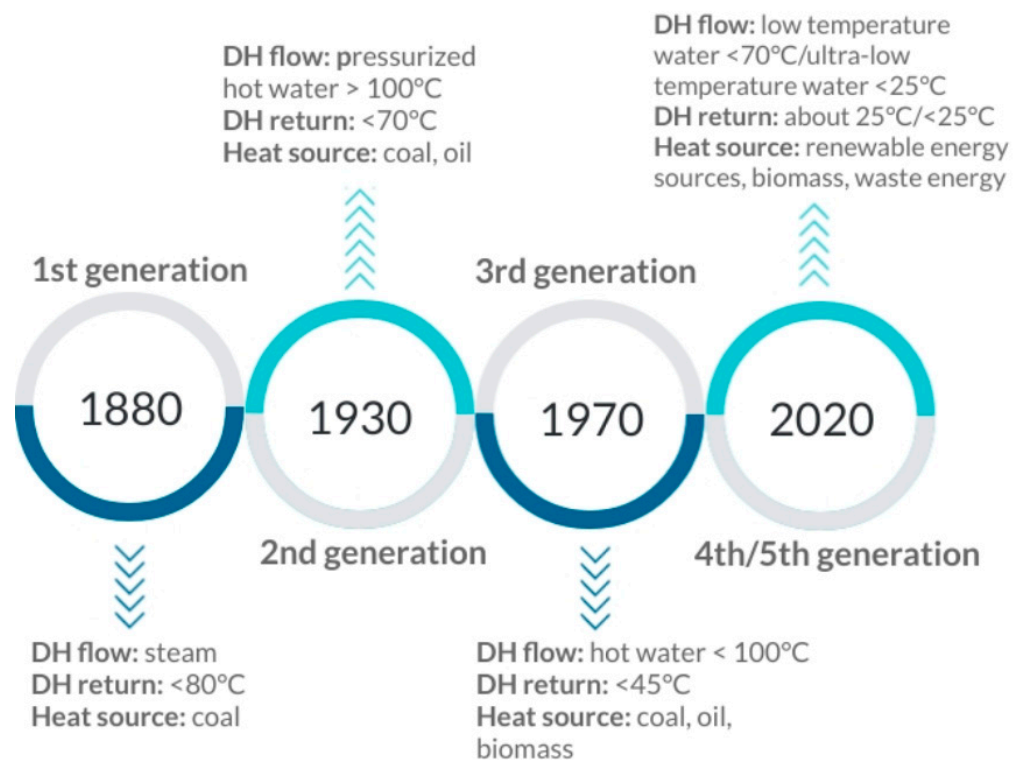 1st generation
1880
DH flow: steam
DH return: <80°C
Heat source: coal
DH flow: pressurized
hot water > 100°C
DH return: <70°C
Heat source: coal, oil
1930
2nd generation
3rd generation
1970
DH flow: hot water < 100°C
DH return: <45°C
Heat source: coal, oil,
biomass
DH flow: low temperature
water <70°C/ultra-low
temperature water <25°C
DH return: about 25°C/<25°C
Heat source: renewable energy
sources, biomass, waste energy
2020
4th/5th generation